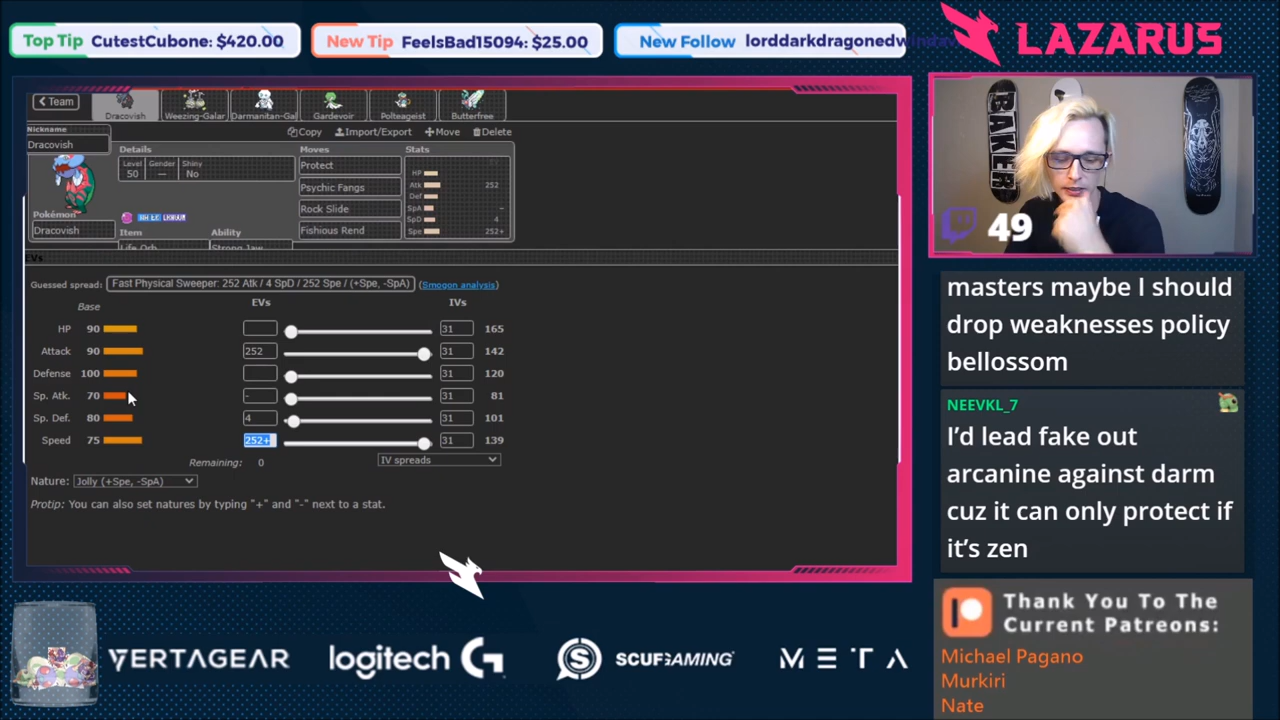 Top Tip CutestCubone: $420.00
New Tip FeelsBad15094: $25.00
New Follow lorddarkdragonedwind
LAZARUS
Team
Dracovish
Weezing-Galar
Darmanitan-Gal
Gardevoir
Polteageist
Butterfree
Copy Import/Export Move Delete
Nickname
Dracovish
Details
Level Gender Shiny
50 — No
Moves
Protect
Psychic Fangs
Rock Slide
Fishious Rend
Stats
HP
Atk 252
Def
SpA –
SpD 4
Spe 252+
Pokémon
Dracovish
Item Ability
Life Orb Strong Jaw
EVs
Guessed spread: Fast Physical Sweeper: 252 Atk / 4 SpD / 252 Spe / (+Spe, -SpA) (Smogon analysis)
Base EVs IVs
HP 90 31 165
Attack 90 252 31 142
Defense 100 31 120
Sp. Atk. 70 - 31 81
Sp. Def. 80 4 31 101
Speed 75 252+ 31 139
Remaining: 0 IV spreads
Nature: Jolly (+Spe, -SpA)
Protip: You can also set natures by typing "+" and "-" next to a stat.
BAKER
49
masters maybe I should
drop weaknesses policy
bellossom
NEEVKL_7
I'd lead fake out
arcanine against darm
cuz it can only protect if
it's zen
Thank You To The
Current Patreons:
Michael Pagano
Murkiri
Nate
VERTAGEAR
logitech G
S SCUFGAMING
META